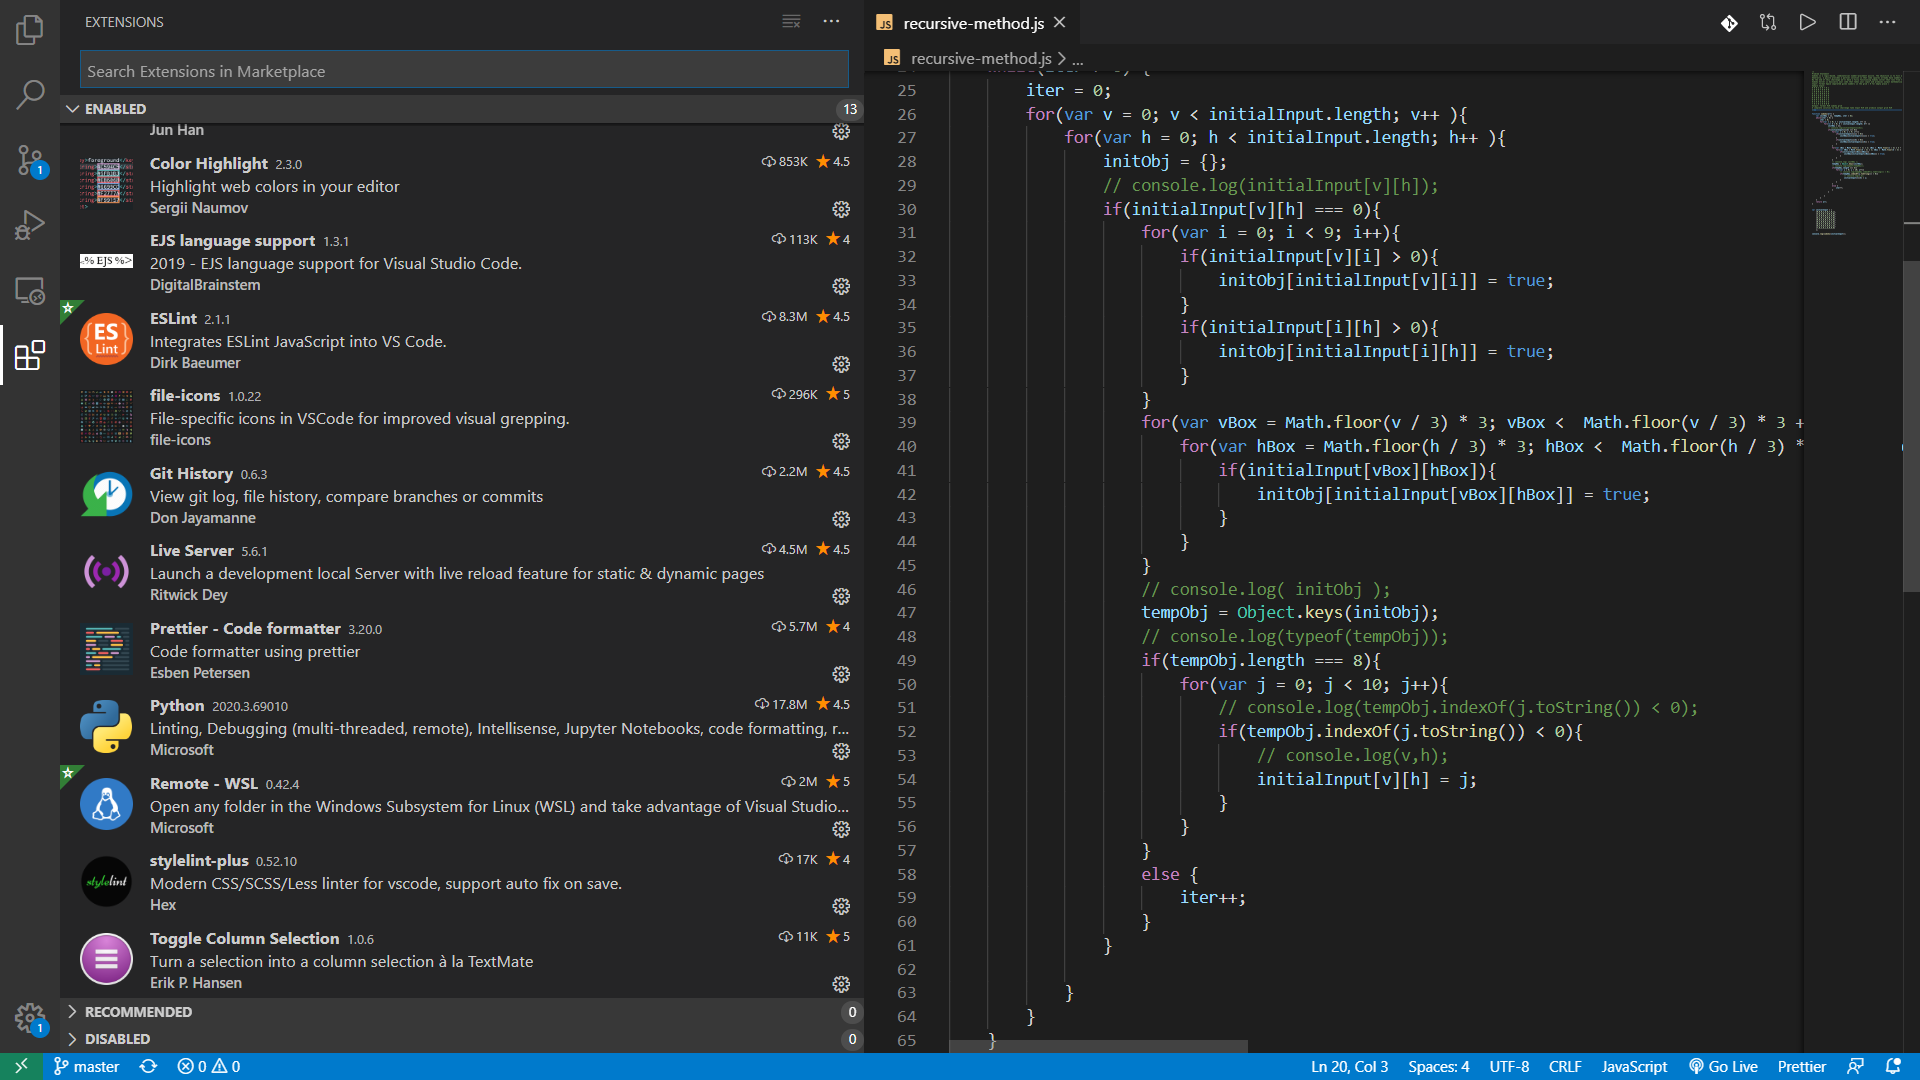 EXTENSIONS
Search Extensions in Marketplace
ENABLED 13
Jun Han
Color Highlight 2.3.0 853K 4.5
Highlight web colors in your editor
Sergii Naumov
<% EJS %>
EJS language support 1.3.1 113K 4
2019 - EJS language support for Visual Studio Code.
DigitalBrainstem
ES
Lint
ESLint 2.1.1 8.3M 4.5
Integrates ESLint JavaScript into VS Code.
Dirk Baeumer
file-icons 1.0.22 296K 5
File-specific icons in VSCode for improved visual grepping.
file-icons
Git History 0.6.3 2.2M 4.5
View git log, file history, compare branches or commits
Don Jayamanne
Live Server 5.6.1 4.5M 4.5
Launch a development local Server with live reload feature for static & dynamic pages
Ritwick Dey
Prettier - Code formatter 3.20.0 5.7M 4
Code formatter using prettier
Esben Petersen
Python 2020.3.69010 17.8M 4.5
Linting, Debugging (multi-threaded, remote), Intellisense, Jupyter Notebooks, code formatting, r...
Microsoft
Remote - WSL 0.42.4 2M 5
Open any folder in the Windows Subsystem for Linux (WSL) and take advantage of Visual Studio...
Microsoft
stylelint
stylelint-plus 0.52.10 17K 4
Modern CSS/SCSS/Less linter for vscode, support auto fix on save.
Hex
Toggle Column Selection 1.0.6 11K 5
Turn a selection into a column selection à la TextMate
Erik P. Hansen
RECOMMENDED 0
DISABLED 0
1
1
JS recursive-method.js
JS recursive-method.js > ...
25 iter = 0;
26 for(var v = 0; v < initialInput.length; v++ ){
27 for(var h = 0; h < initialInput.length; h++ ){
28 initObj = {};
29 // console.log(initialInput[v][h]);
30 if(initialInput[v][h] === 0){
31 for(var i = 0; i < 9; i++){
32 if(initialInput[v][i] > 0){
33 initObj[initialInput[v][i]] = true;
34 }
35 if(initialInput[i][h] > 0){
36 initObj[initialInput[i][h]] = true;
37 }
38 }
39 for(var vBox = Math.floor(v / 3) * 3; vBox <  Math.floor(v / 3) * 3 +
40 for(var hBox = Math.floor(h / 3) * 3; hBox <  Math.floor(h / 3) *
41 if(initialInput[vBox][hBox]){
42 initObj[initialInput[vBox][hBox]] = true;
43 }
44 }
45 }
46 // console.log( initObj );
47 tempObj = Object.keys(initObj);
48 // console.log(typeof(tempObj));
49 if(tempObj.length === 8){
50 for(var j = 0; j < 10; j++){
51 // console.log(tempObj.indexOf(j.toString()) < 0);
52 if(tempObj.indexOf(j.toString()) < 0){
53 // console.log(v,h);
54 initialInput[v][h] = j;
55 }
56 }
57 }
58 else {
59 iter++;
60 }
61 }
62
63 }
64 }
65 }
master 0 0 Ln 20, Col 3 Spaces: 4 UTF-8 CRLF JavaScript Go Live Prettier